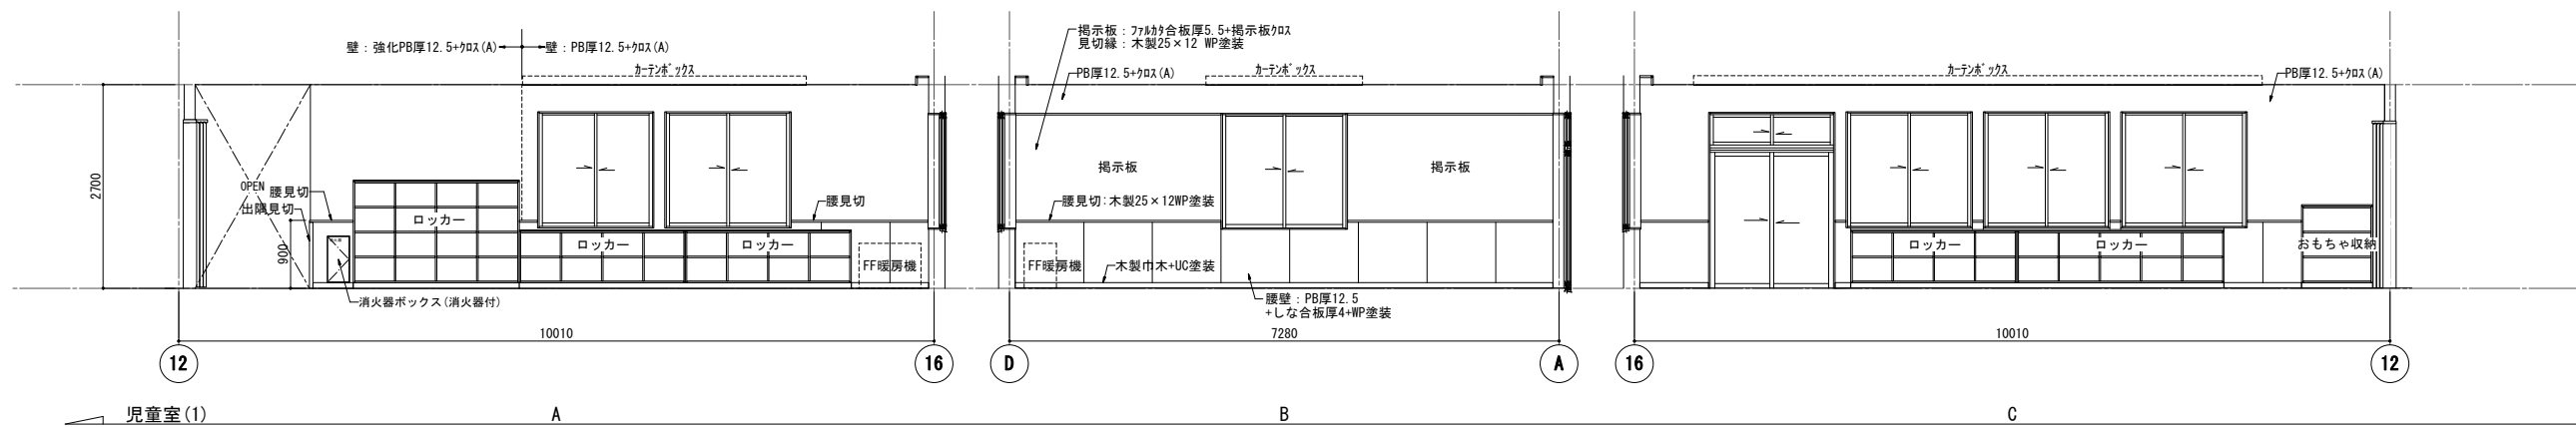 壁：強化PB厚12.5+ｸﾛｽ(A)
壁：PB厚12.5+ｸﾛｽ(A)
ｶｰﾃﾝﾎﾞｯｸｽ
2700
OPEN
腰見切
出隅見切
900
ロッカー
ロッカー
ロッカー
腰見切
FF暖房機
消火器ボックス(消火器付)
10010
12
16
掲示板：ﾌｧﾙｶﾀ合板厚5.5+掲示板ｸﾛｽ
見切縁：木製25×12 WP塗装
PB厚12.5+ｸﾛｽ(A)
ｶｰﾃﾝﾎﾞｯｸｽ
掲示板
掲示板
腰見切:木製25×12WP塗装
FF暖房機
木製巾木+UC塗装
腰壁：PB厚12.5
+しな合板厚4+WP塗装
7280
D
A
ｶｰﾃﾝﾎﾞｯｸｽ
PB厚12.5+ｸﾛｽ(A)
ロッカー
ロッカー
おもちゃ収納
10010
16
12
児童室(1)
A
B
C